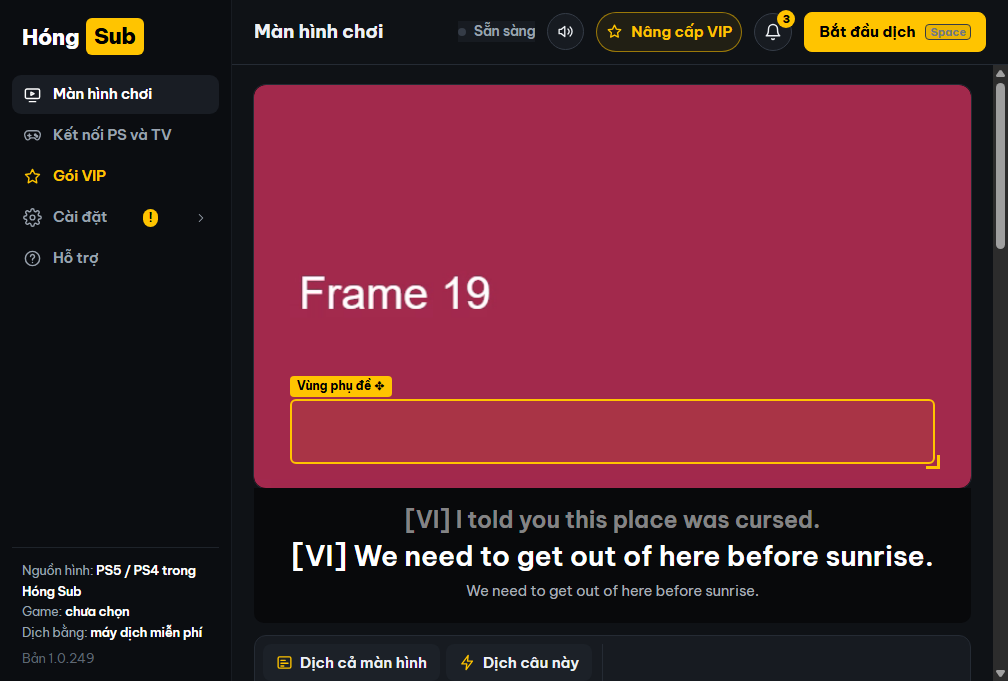 Hóng Sub
Màn hình chơi
Kết nối PS và TV
Gói VIP
Cài đặt !
Hỗ trợ
Nguồn hình: PS5 / PS4 trong
Hóng Sub
Game: chưa chọn
Dịch bằng: máy dịch miễn phí
Bản 1.0.249
Màn hình chơi
Sẵn sàng
Nâng cấp VIP
3
Bắt đầu dịch Space
Frame 19
Vùng phụ đề
[VI] I told you this place was cursed.
[VI] We need to get out of here before sunrise.
We need to get out of here before sunrise.
Dịch cả màn hình
Dịch câu này